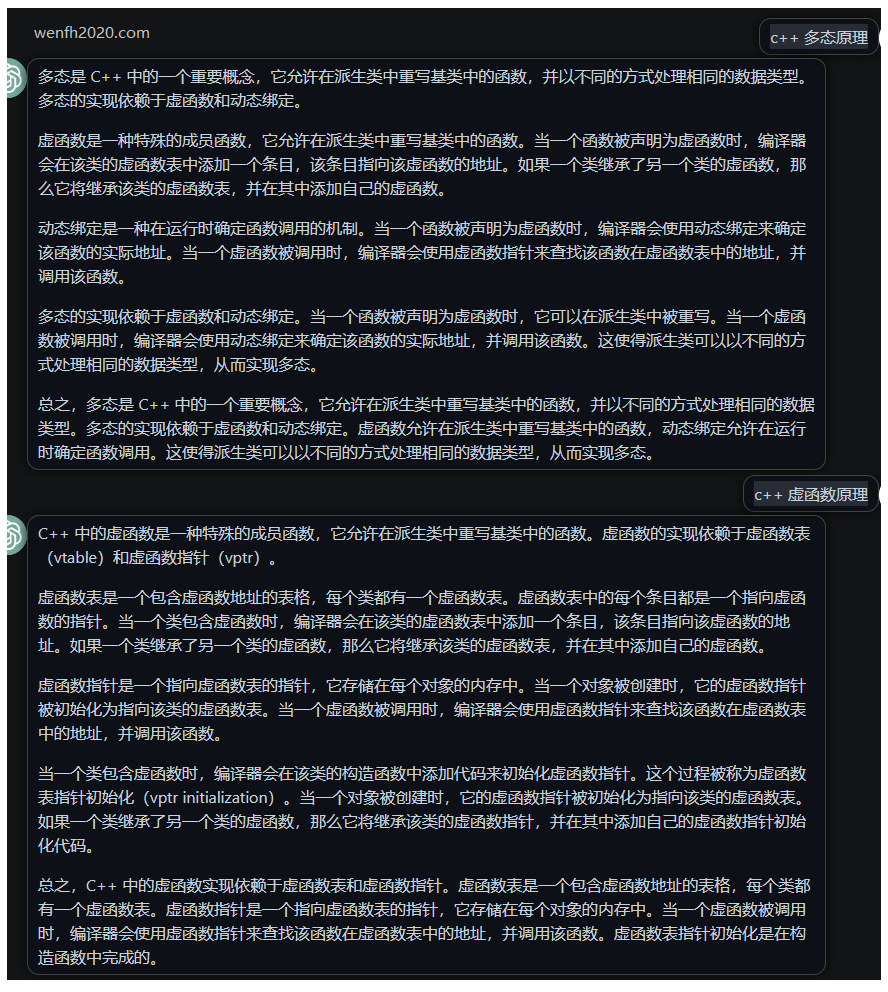 wenfh2020.com
c++ 多态原理
多态是 C++ 中的一个重要概念，它允许在派生类中重写基类中的函数，并以不同的方式处理相同的数据类型。
多态的实现依赖于虚函数和动态绑定。
虚函数是一种特殊的成员函数，它允许在派生类中重写基类中的函数。当一个函数被声明为虚函数时，编译器
会在该类的虚函数表中添加一个条目，该条目指向该虚函数的地址。如果一个类继承了另一个类的虚函数，那
么它将继承该类的虚函数表，并在其中添加自己的虚函数。
动态绑定是一种在运行时确定函数调用的机制。当一个函数被声明为虚函数时，编译器会使用动态绑定来确定
该函数的实际地址。当一个虚函数被调用时，编译器会使用虚函数指针来查找该函数在虚函数表中的地址，并
调用该函数。
多态的实现依赖于虚函数和动态绑定。当一个函数被声明为虚函数时，它可以在派生类中被重写。当一个虚函
数被调用时，编译器会使用动态绑定来确定该函数的实际地址，并调用该函数。这使得派生类可以以不同的方
式处理相同的数据类型，从而实现多态。
总之，多态是 C++ 中的一个重要概念，它允许在派生类中重写基类中的函数，并以不同的方式处理相同的数据
类型。多态的实现依赖于虚函数和动态绑定。虚函数允许在派生类中重写基类中的函数，动态绑定允许在运行
时确定函数调用。这使得派生类可以以不同的方式处理相同的数据类型，从而实现多态。
c++ 虚函数原理
C++ 中的虚函数是一种特殊的成员函数，它允许在派生类中重写基类中的函数。虚函数的实现依赖于虚函数表
（vtable）和虚函数指针（vptr）。
虚函数表是一个包含虚函数地址的表格，每个类都有一个虚函数表。虚函数表中的每个条目都是一个指向虚函
数的指针。当一个类包含虚函数时，编译器会在该类的虚函数表中添加一个条目，该条目指向该虚函数的地
址。如果一个类继承了另一个类的虚函数，那么它将继承该类的虚函数表，并在其中添加自己的虚函数。
虚函数指针是一个指向虚函数表的指针，它存储在每个对象的内存中。当一个对象被创建时，它的虚函数指针
被初始化为指向该类的虚函数表。当一个虚函数被调用时，编译器会使用虚函数指针来查找该函数在虚函数表
中的地址，并调用该函数。
当一个类包含虚函数时，编译器会在该类的构造函数中添加代码来初始化虚函数指针。这个过程被称为虚函数
表指针初始化（vptr initialization）。当一个对象被创建时，它的虚函数指针被初始化为指向该类的虚函数表。
如果一个类继承了另一个类的虚函数，那么它将继承该类的虚函数指针，并在其中添加自己的虚函数指针初始
化代码。
总之，C++ 中的虚函数实现依赖于虚函数表和虚函数指针。虚函数表是一个包含虚函数地址的表格，每个类都
有一个虚函数表。虚函数指针是一个指向虚函数表的指针，它存储在每个对象的内存中。当一个虚函数被调用
时，编译器会使用虚函数指针来查找该函数在虚函数表中的地址，并调用该函数。虚函数表指针初始化是在构
造函数中完成的。